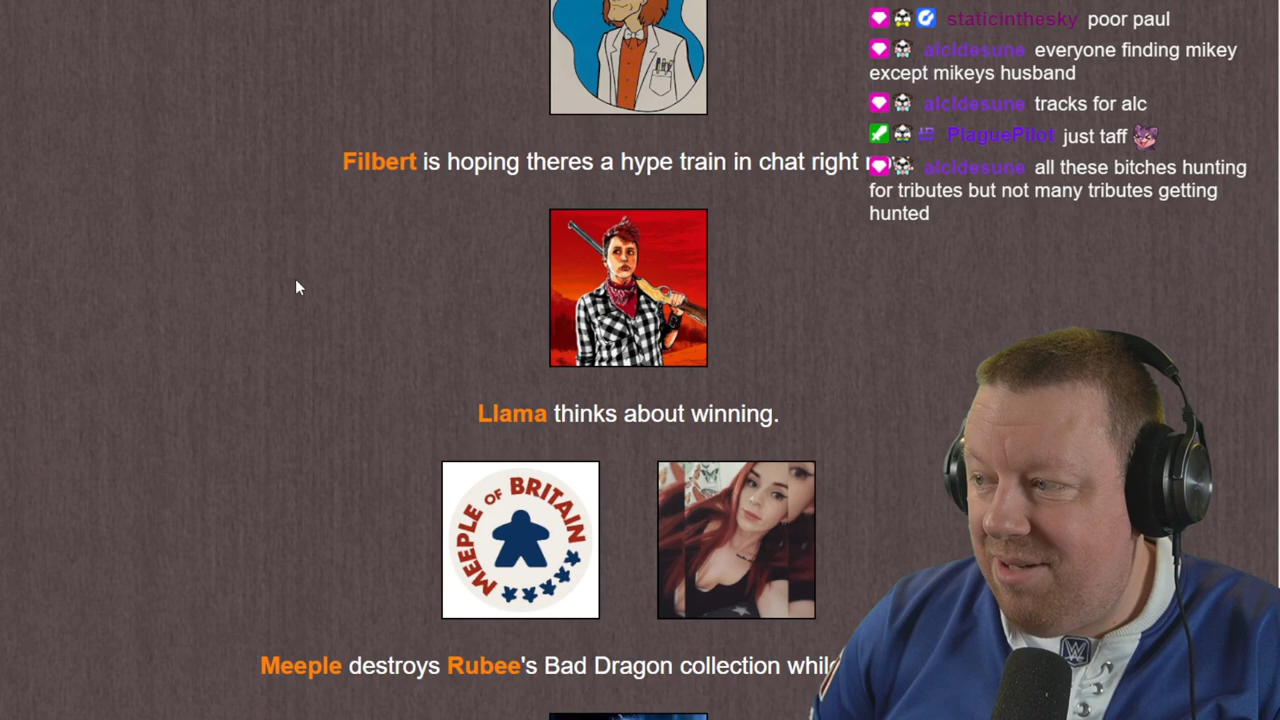 staticinthesky poor paul
alcidesune everyone finding mikey
except mikeys husband
alcidesune tracks for alc
PlaguePilot just taff
alcidesune all these bitches hunting
for tributes but not many tributes getting
hunted
Filbert is hoping theres a hype train in chat right
Llama thinks about winning.
MEEPLE OF BRITAIN
Meeple destroys Rubee's Bad Dragon collection
W